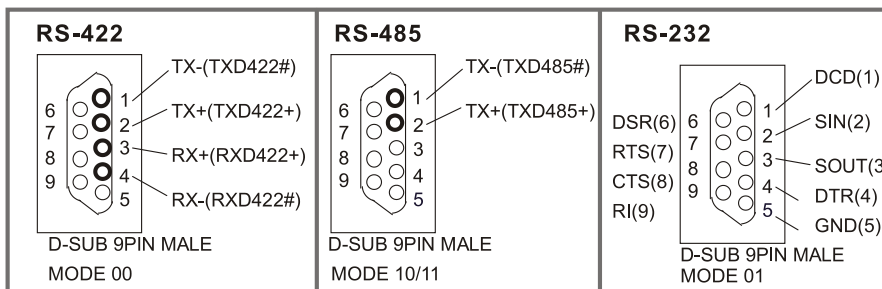 RS-422
TX-(TXD422#)
TX+(TXD422+)
RX+(RXD422+)
RX-(RXD422#)
6
7
8
9
1
2
3
4
5
D-SUB 9PIN MALE
MODE 00
RS-485
TX-(TXD485#)
TX+(TXD485+)
6
7
8
9
1
2
3
4
5
D-SUB 9PIN MALE
MODE 10/11
RS-232
DSR(6)
RTS(7)
CTS(8)
RI(9)
6
7
8
9
1
2
3
4
5
DCD(1)
SIN(2)
SOUT(3
DTR(4)
GND(5)
D-SUB 9PIN MALE
MODE 01